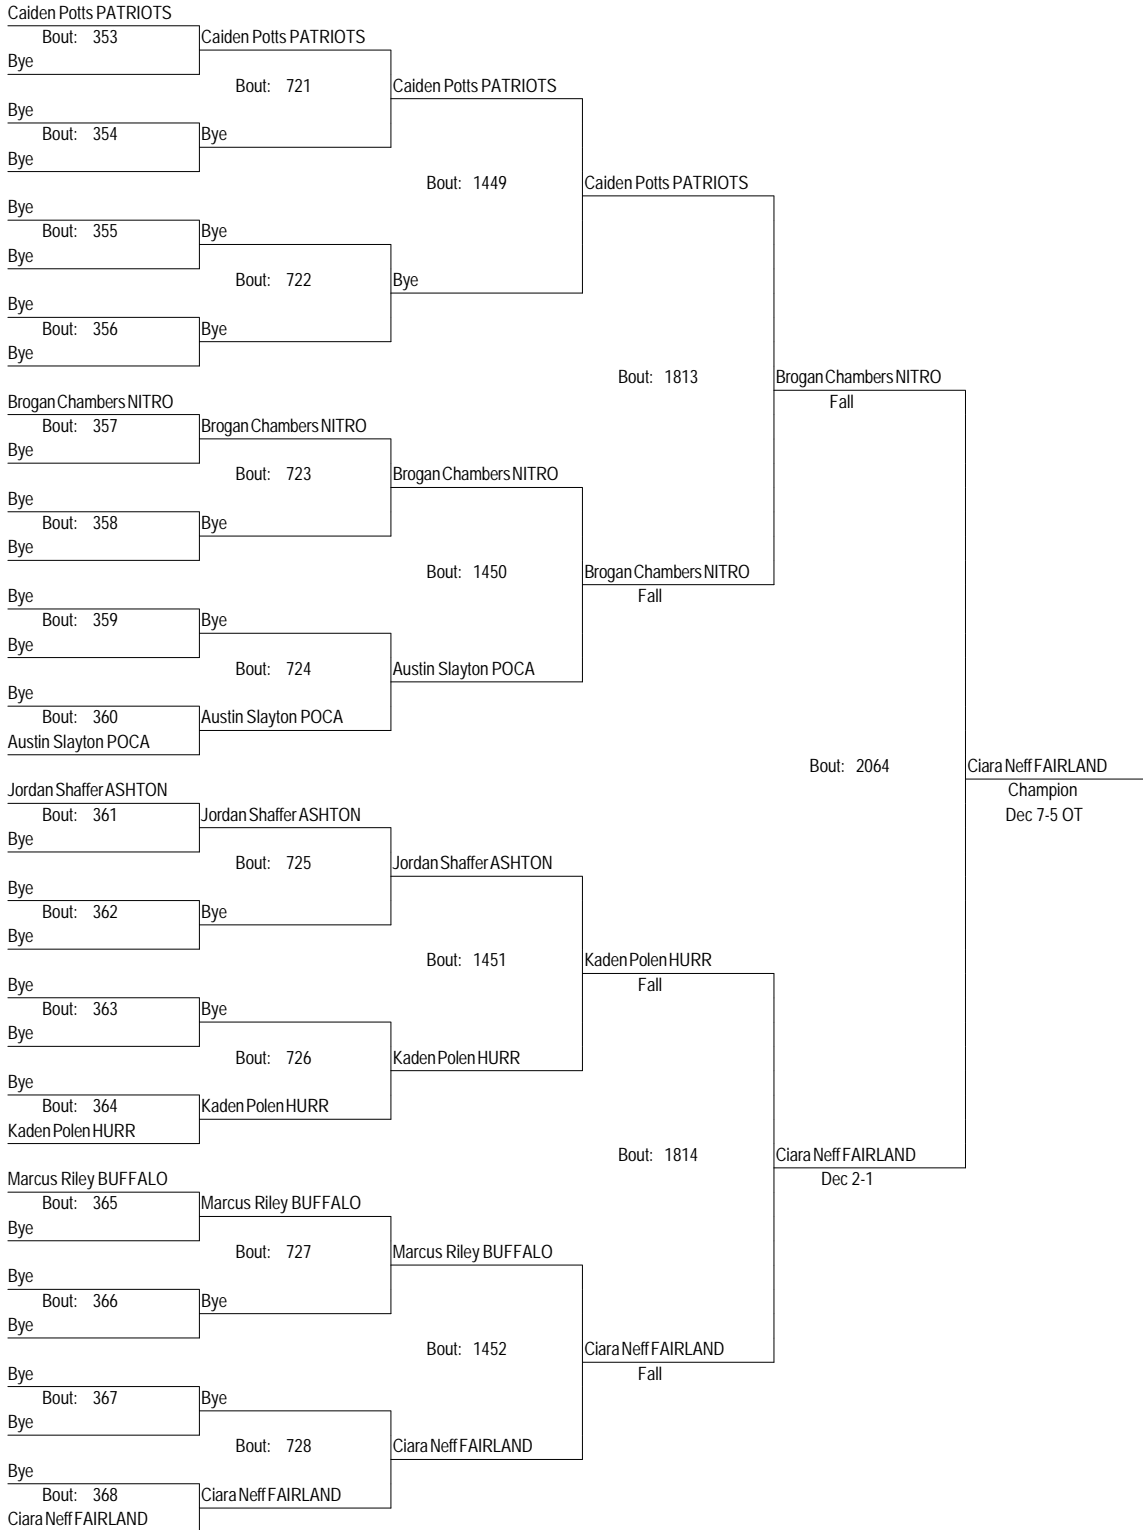 Caiden Potts PATRIOTS
Bout: 353
Caiden Potts PATRIOTS
Bye
Bout: 721
Caiden Potts PATRIOTS
Bye
Bout: 354
Bye
Bye
Bout: 1449
Caiden Potts PATRIOTS
Bye
Bout: 355
Bye
Bye
Bout: 722
Bye
Bye
Bout: 356
Bye
Bye
Bout: 1813
Brogan Chambers NITRO
Fall
Brogan Chambers NITRO
Bout: 357
Brogan Chambers NITRO
Bye
Bout: 723
Brogan Chambers NITRO
Bye
Bout: 358
Bye
Bye
Bout: 1450
Brogan Chambers NITRO
Fall
Bye
Bout: 359
Bye
Bye
Bout: 724
Austin Slayton POCA
Bye
Bout: 360
Austin Slayton POCA
Austin Slayton POCA
Bout: 2064
Ciara Neff FAIRLAND
Champion
Dec 7-5 OT
Jordan Shaffer ASHTON
Bout: 361
Jordan Shaffer ASHTON
Bye
Bout: 725
Jordan Shaffer ASHTON
Bye
Bout: 362
Bye
Bye
Bout: 1451
Kaden Polen HURR
Fall
Bye
Bout: 363
Bye
Bye
Bout: 726
Kaden Polen HURR
Bye
Bout: 364
Kaden Polen HURR
Kaden Polen HURR
Bout: 1814
Ciara Neff FAIRLAND
Dec 2-1
Marcus Riley BUFFALO
Bout: 365
Marcus Riley BUFFALO
Bye
Bout: 727
Marcus Riley BUFFALO
Bye
Bout: 366
Bye
Bye
Bout: 1452
Ciara Neff FAIRLAND
Fall
Bye
Bout: 367
Bye
Bye
Bout: 728
Ciara Neff FAIRLAND
Bye
Bout: 368
Ciara Neff FAIRLAND
Ciara Neff FAIRLAND